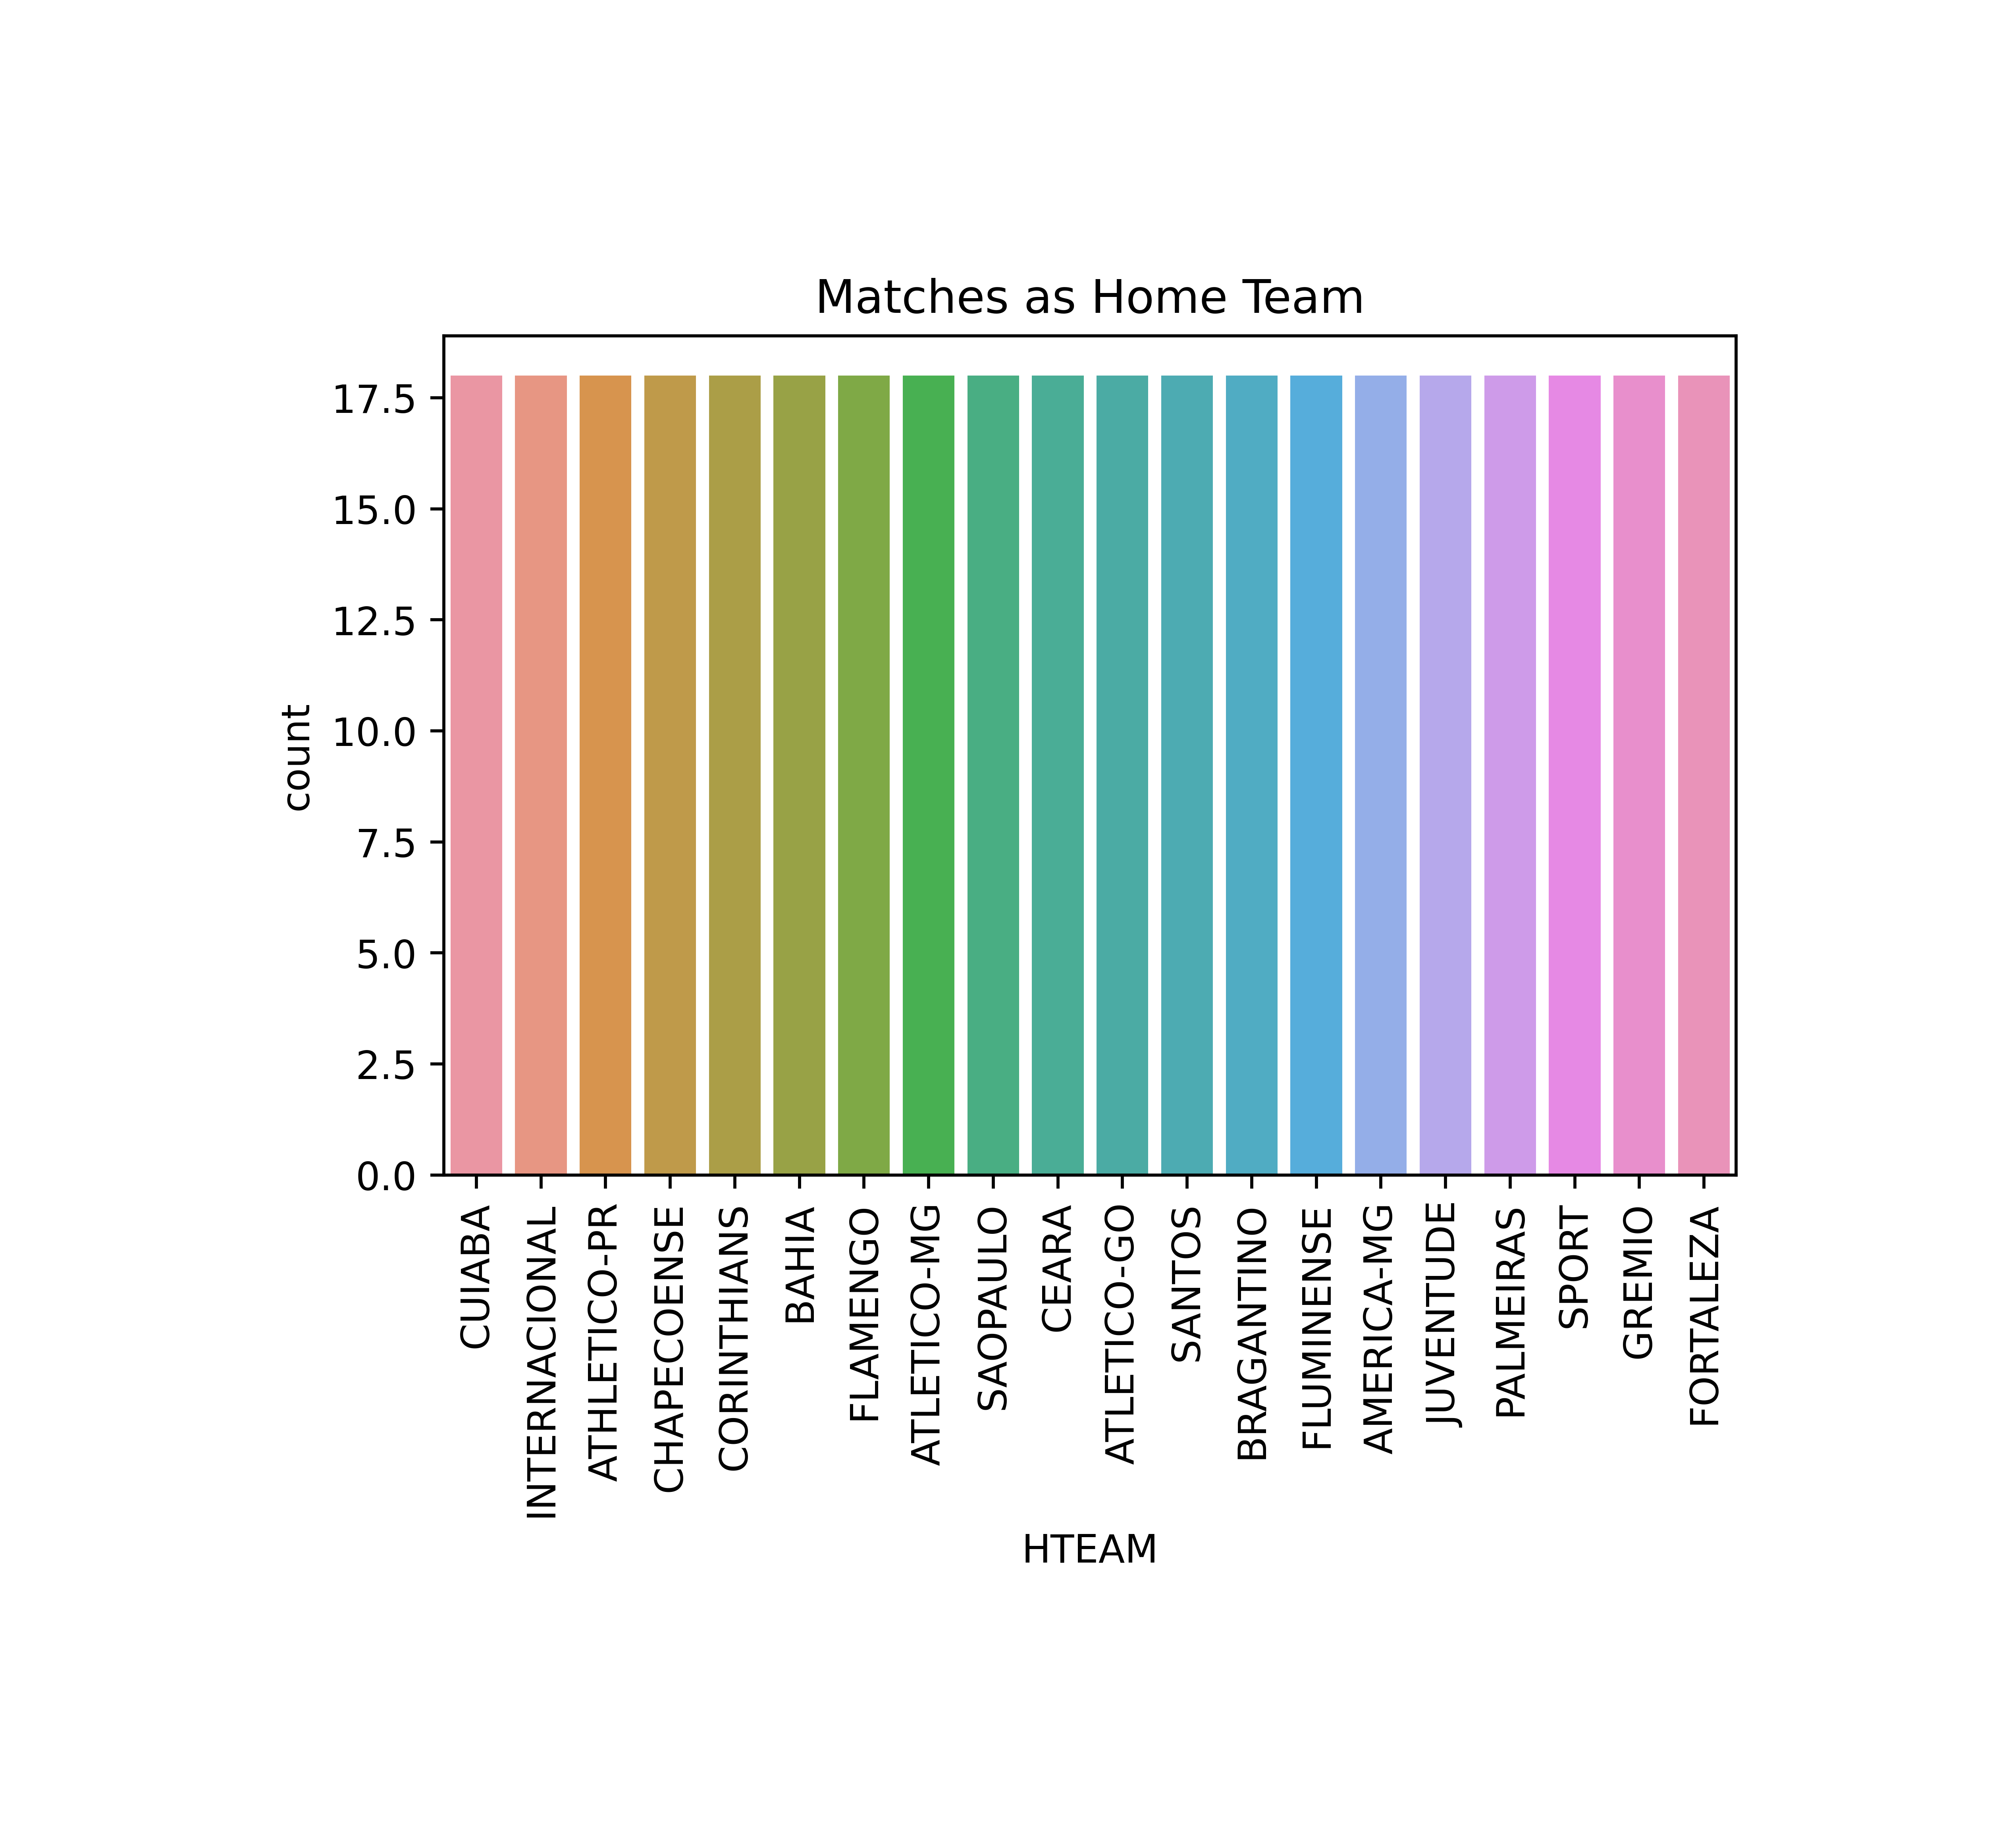 Matches as Home Team
count
17.5
15.0
12.5
10.0
7.5
5.0
2.5
0.0
CUIABA
INTERNACIONAL
ATHLETICO-PR
CHAPECOENSE
CORINTHIANS
BAHIA
FLAMENGO
ATLETICO-MG
SAOPAULO
CEARA
ATLETICO-GO
SANTOS
BRAGANTINO
FLUMINENSE
AMERICA-MG
JUVENTUDE
PALMEIRAS
SPORT
GREMIO
FORTALEZA
HTEAM